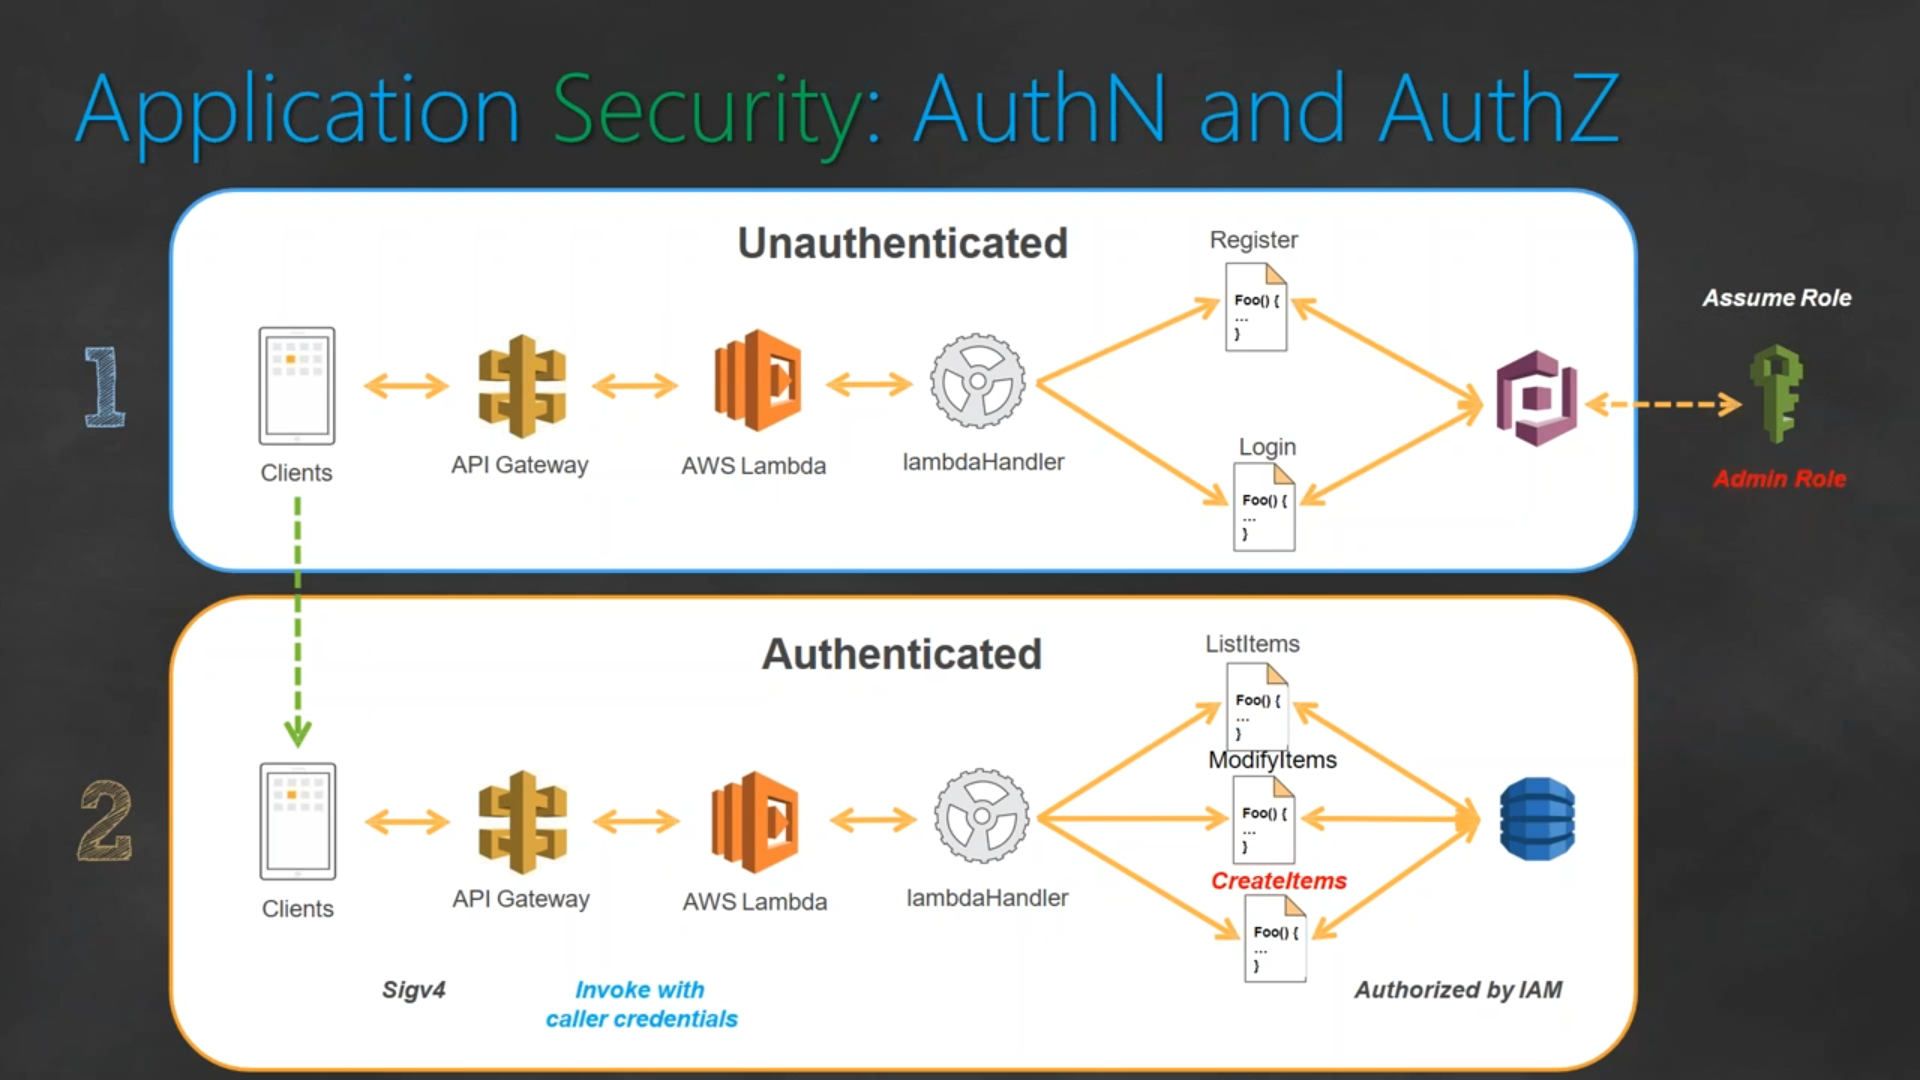 Application Security: AuthN and AuthZ
1
Unauthenticated
Register
Foo() {
...
}
Clients
API Gateway
AWS Lambda
lambdaHandler
Login
Foo() {
...
}
Assume Role
Admin Role
2
Authenticated
ListItems
Foo() {
...
}
ModifyItems
Foo() {
...
}
CreateItems
Foo() {
...
}
Clients
API Gateway
AWS Lambda
lambdaHandler
Sigv4
Invoke with
caller credentials
Authorized by IAM